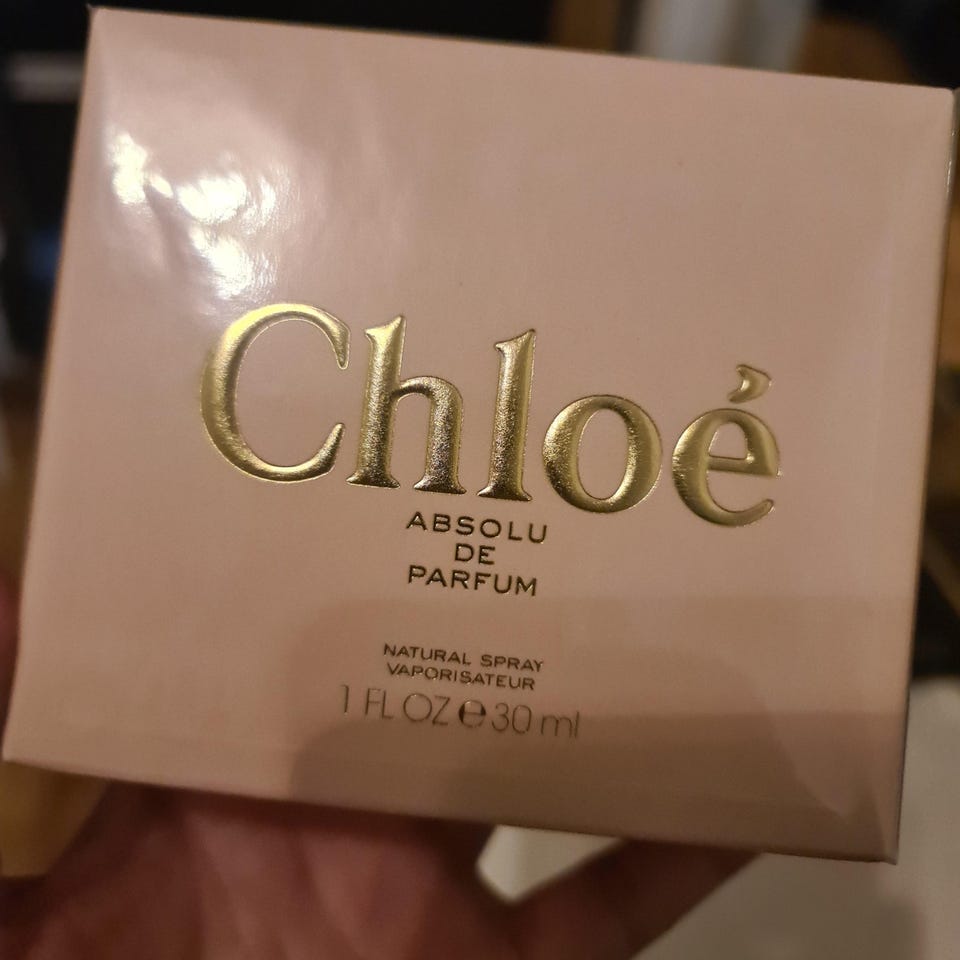 Chloé
ABSOLU
DE
PARFUM
NATURAL SPRAY
VAPORISATEUR
1 FL OZ ℮ 30 ml